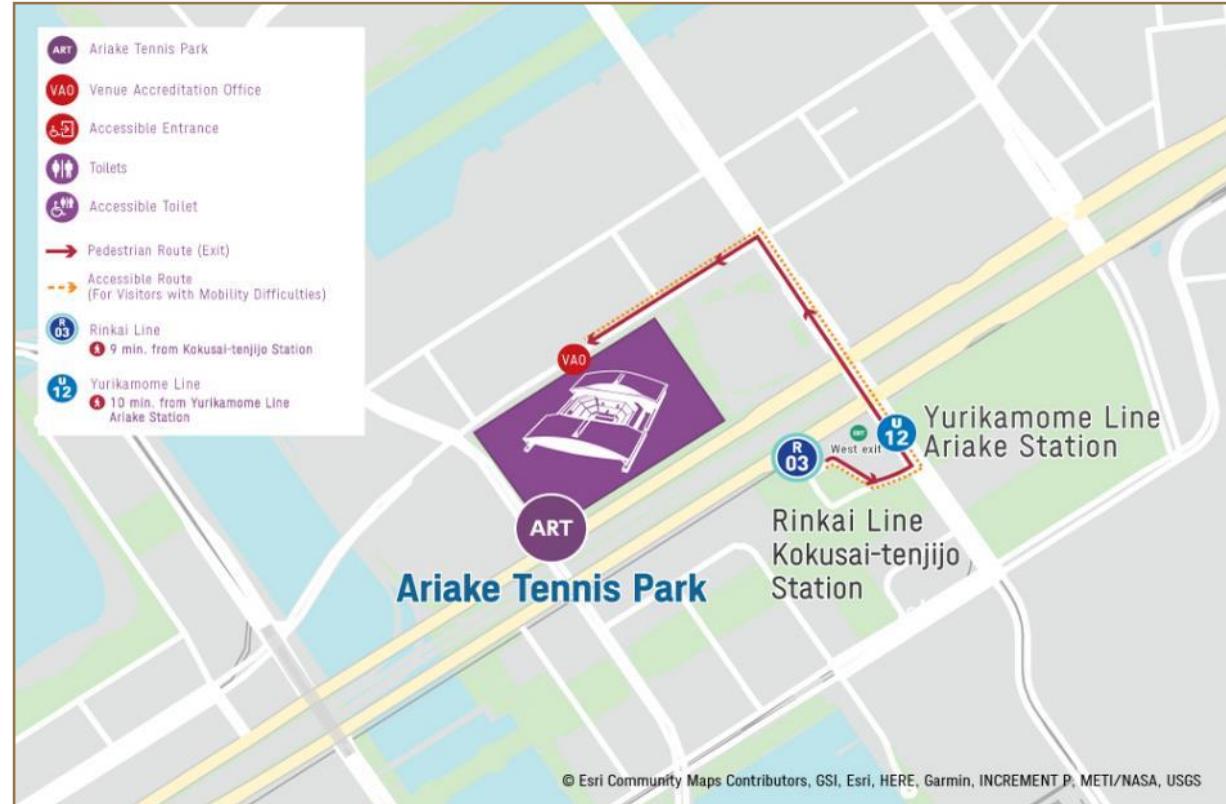 ART Ariake Tennis Park
VAO Venue Accreditation Office
Accessible Entrance
Toilets
Accessible Toilet
Pedestrian Route (Exit)
Accessible Route
(For Visitors with Mobility Difficulties)
R 03 Rinkai Line
9 min. from Kokusai-tenjijo Station
U 12 Yurikamome Line
10 min. from Yurikamome Line
Ariake Station
VAO
ART
Ariake Tennis Park
R
03
West exit
U
12
Yurikamome Line
Ariake Station
Rinkai Line
Kokusai-tenjijo
Station
© Esri Community Maps Contributors, GSI, Esri, HERE, Garmin, INCREMENT P, METI/NASA, USGS